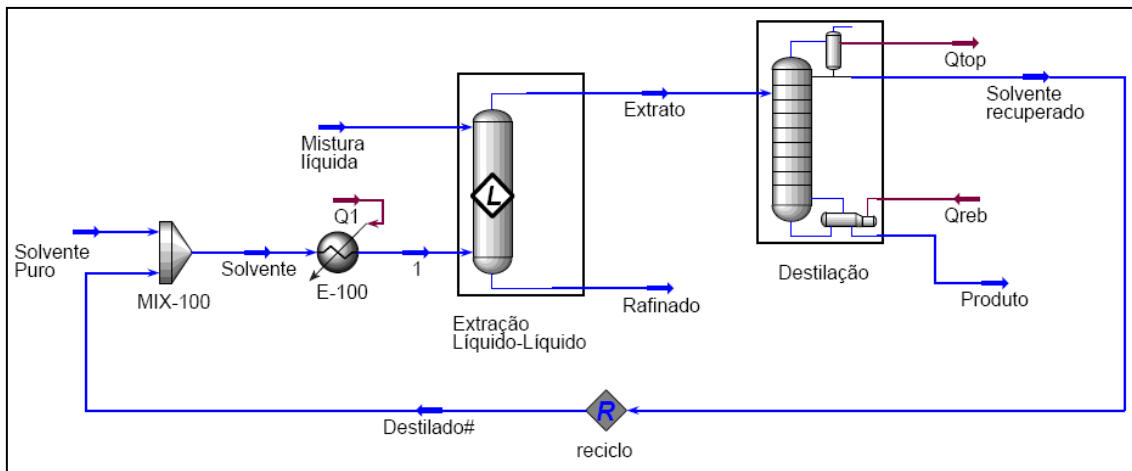 Qtop
Solvente
recuperado
Extrato
Mistura
líquida
L
Q1
Qreb
Solvente
Puro
Solvente
1
MIX-100
E-100
Rafinado
Destilação
Produto
Extração
Líquido-Líquido
R
Destilado#
reciclo